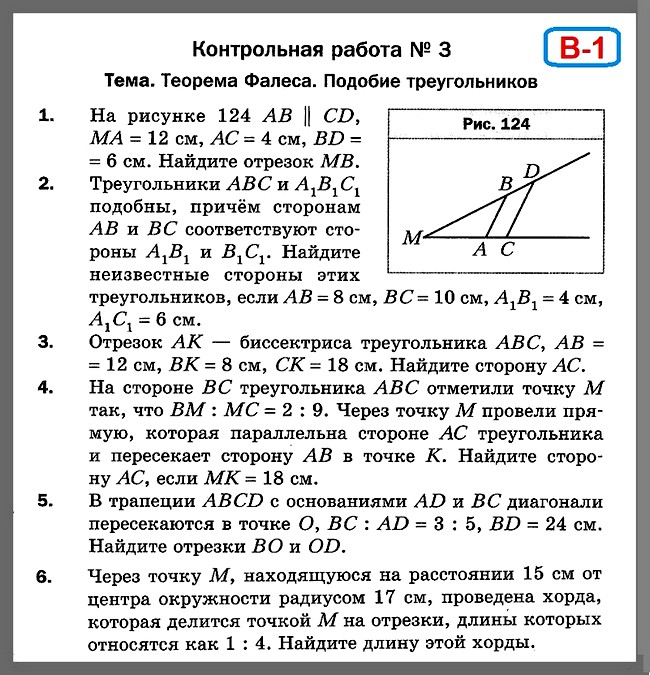 Контрольная работа № 3
В-1
Тема. Теорема Фалеса. Подобие треугольников
1. На рисунке 124 AB ∥ CD,
MA = 12 см, AC = 4 см, BD =
= 6 см. Найдите отрезок MB.
Рис. 124
M
A
C
B
D
2. Треугольники ABC и A₁B₁C₁
подобны, причём сторонам
AB и BC соответствуют сто-
роны A₁B₁ и B₁C₁. Найдите
неизвестные стороны этих
треугольников, если AB = 8 см, BC = 10 см, A₁B₁ = 4 см,
A₁C₁ = 6 см.
3. Отрезок AK — биссектриса треугольника ABC, AB =
= 12 см, BK = 8 см, CK = 18 см. Найдите сторону AC.
4. На стороне BC треугольника ABC отметили точку M
так, что BM : MC = 2 : 9. Через точку M провели пря-
мую, которая параллельна стороне AC треугольника
и пересекает сторону AB в точке K. Найдите сторо-
ну AC, если MK = 18 см.
5. В трапеции ABCD с основаниями AD и BC диагонали
пересекаются в точке O, BC : AD = 3 : 5, BD = 24 см.
Найдите отрезки BO и OD.
6. Через точку M, находящуюся на расстоянии 15 см от
центра окружности радиусом 17 см, проведена хорда,
которая делится точкой M на отрезки, длины которых
относятся как 1 : 4. Найдите длину этой хорды.